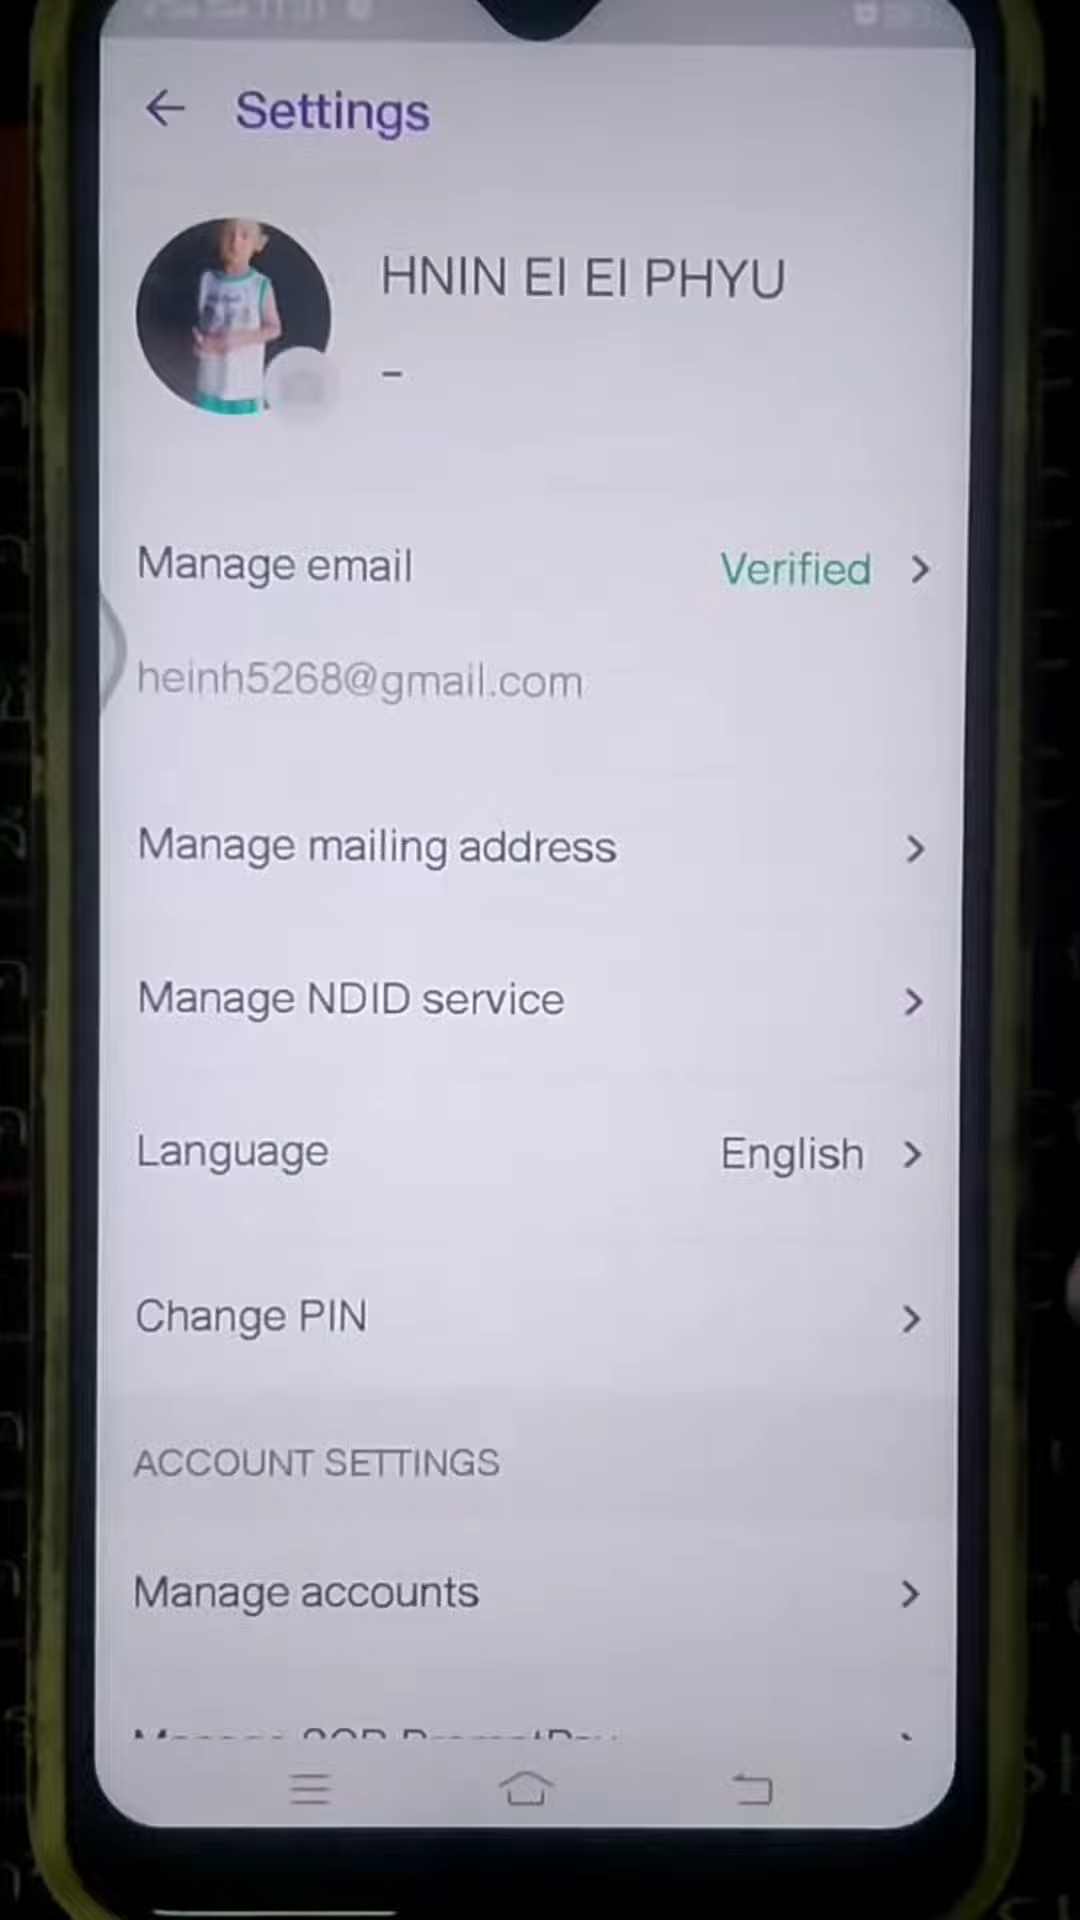 Settings
HNIN EI EI PHYU
-
Manage email
Verified
heinh5268@gmail.com
Manage mailing address
Manage NDID service
Language
English
Change PIN
ACCOUNT SETTINGS
Manage accounts